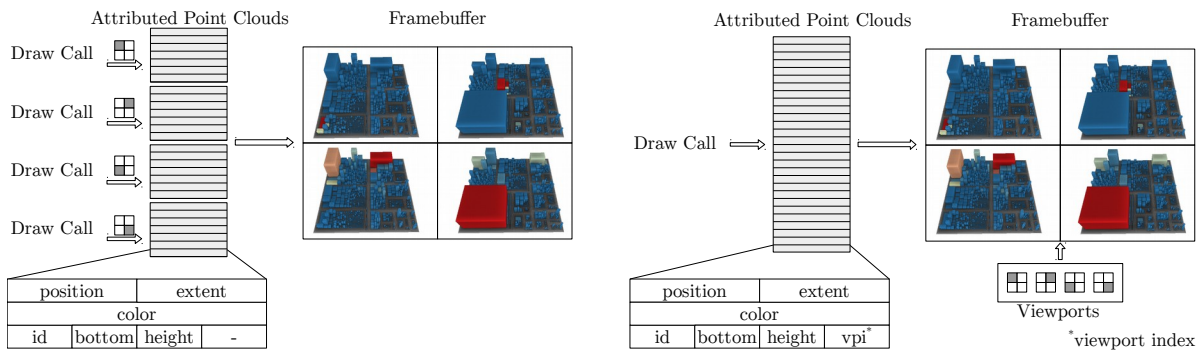 Attributed Point Clouds
Framebuffer
Draw Call
Draw Call
Draw Call
Draw Call
position extent
color
id bottom height -
Attributed Point Clouds
Framebuffer
Draw Call
position extent
color
id bottom height vpi*
Viewports
*viewport index